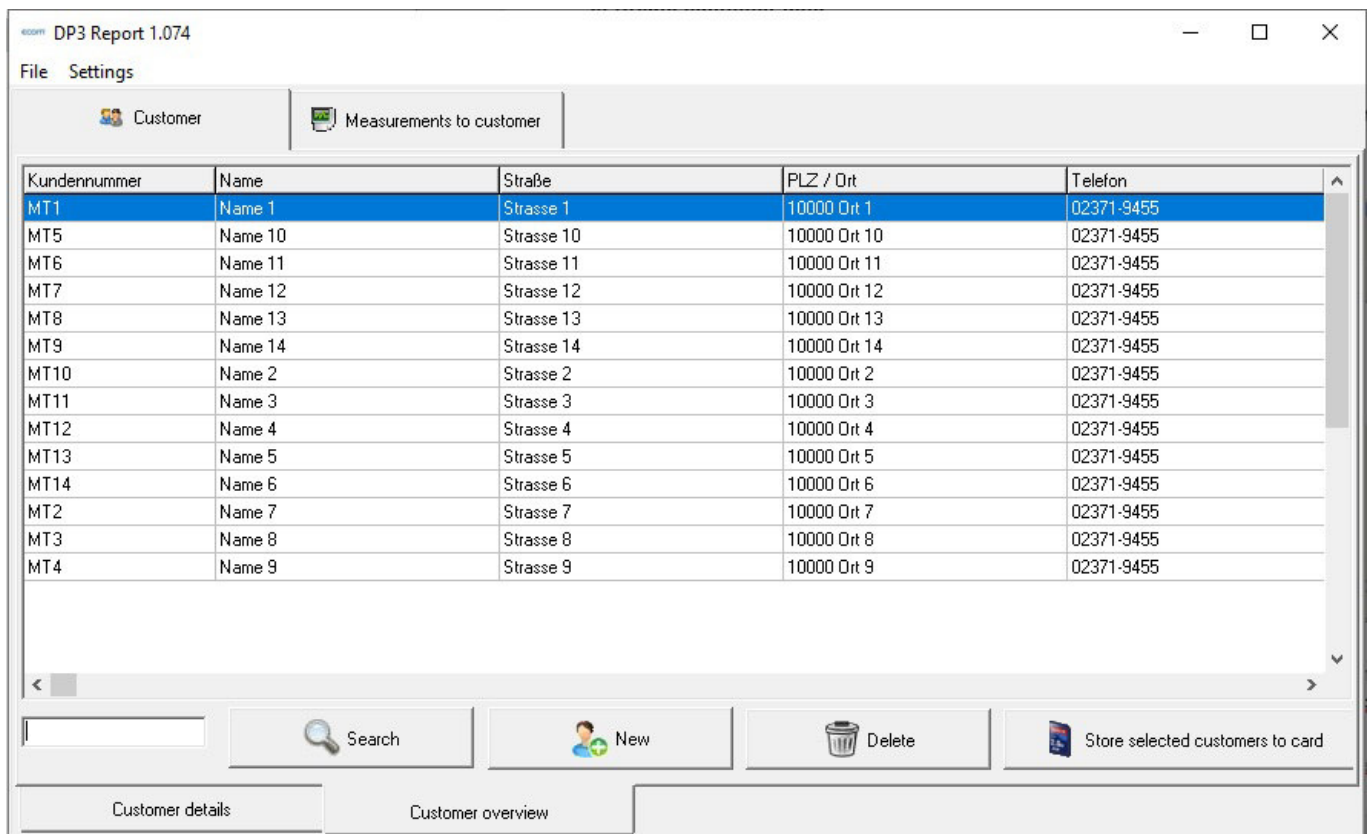 ecom DP3 Report 1.074
File Settings
Customer Measurements to customer
Kundennummer Name Straße PLZ / Ort Telefon
MT1 Name 1 Strasse 1 10000 Ort 1 02371-9455
MT5 Name 10 Strasse 10 10000 Ort 10 02371-9455
MT6 Name 11 Strasse 11 10000 Ort 11 02371-9455
MT7 Name 12 Strasse 12 10000 Ort 12 02371-9455
MT8 Name 13 Strasse 13 10000 Ort 13 02371-9455
MT9 Name 14 Strasse 14 10000 Ort 14 02371-9455
MT10 Name 2 Strasse 2 10000 Ort 2 02371-9455
MT11 Name 3 Strasse 3 10000 Ort 3 02371-9455
MT12 Name 4 Strasse 4 10000 Ort 4 02371-9455
MT13 Name 5 Strasse 5 10000 Ort 5 02371-9455
MT14 Name 6 Strasse 6 10000 Ort 6 02371-9455
MT2 Name 7 Strasse 7 10000 Ort 7 02371-9455
MT3 Name 8 Strasse 8 10000 Ort 8 02371-9455
MT4 Name 9 Strasse 9 10000 Ort 9 02371-9455
Search New Delete Store selected customers to card
Customer details Customer overview